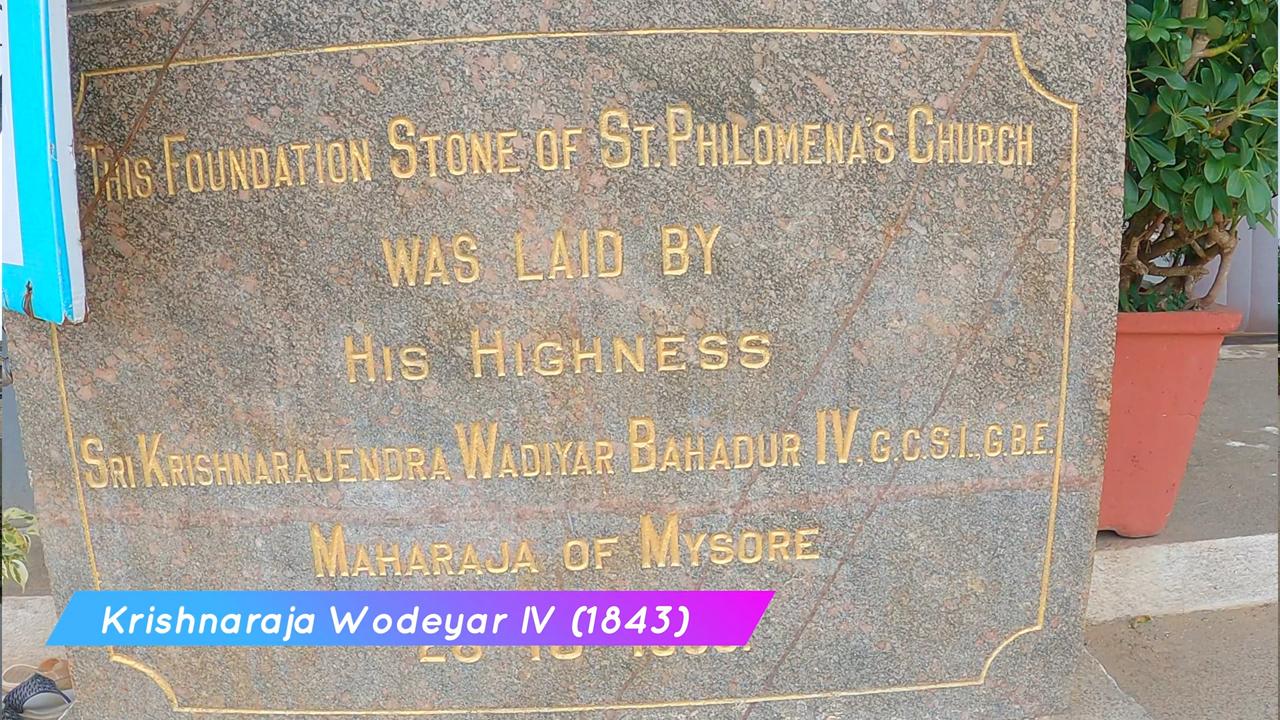 THIS FOUNDATION STONE OF ST. PHILOMENA'S CHURCH
WAS LAID BY
HIS HIGHNESS
SRI KRISHNARAJENDRA WADIYAR BAHADUR IV, G.C.S.I., G.B.E.
MAHARAJA OF MYSORE
Krishnaraja Wodeyar IV (1843)